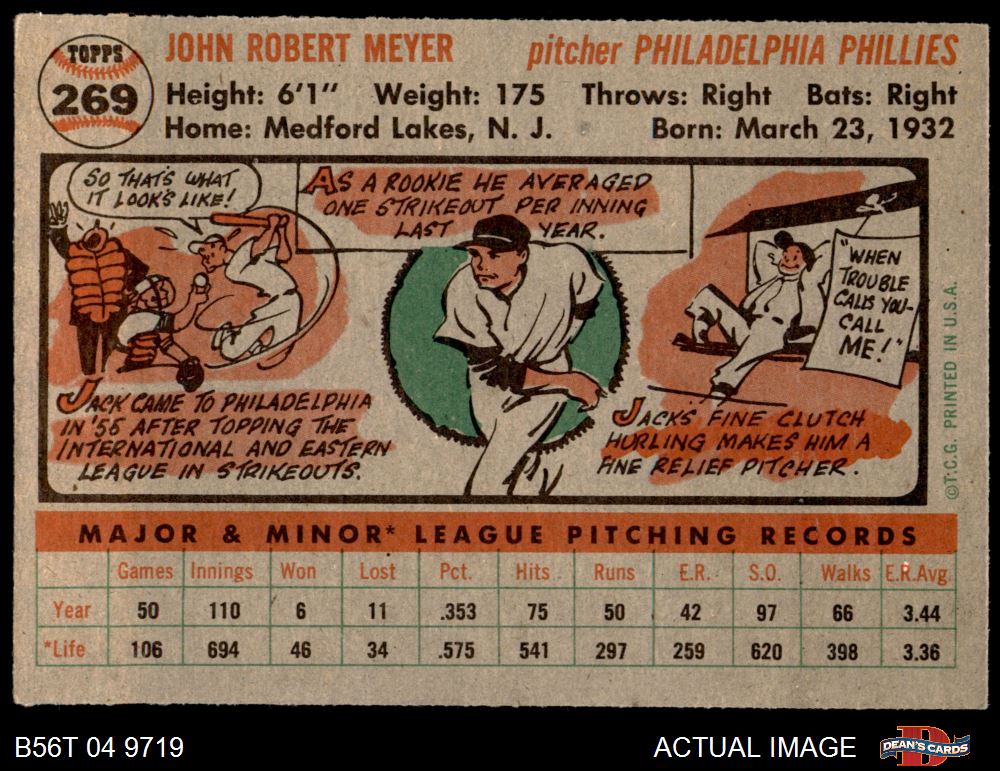 TOPPS
269
JOHN ROBERT MEYER pitcher PHILADELPHIA PHILLIES
Height: 6'1" Weight: 175 Throws: Right Bats: Right
Home: Medford Lakes, N. J. Born: March 23, 1932
SO THAT'S WHAT
IT LOOKS LIKE!
AS A ROOKIE HE AVERAGED
ONE STRIKEOUT PER INNING
LAST YEAR.
"WHEN
TROUBLE
CALLS YOU-
CALL
ME!"
JACK CAME TO PHILADELPHIA
IN '55 AFTER TOPPING THE
INTERNATIONAL AND EASTERN
LEAGUE IN STRIKEOUTS.
JACK'S FINE CLUTCH
HURLING MAKES HIM A
FINE RELIEF PITCHER.
©T.C.G. PRINTED IN U.S.A.
MAJOR & MINOR* LEAGUE PITCHING RECORDS
Games Innings Won Lost Pct. Hits Runs E.R. S.O. Walks E.R.Avg.
Year 50 110 6 11 .353 75 50 42 97 66 3.44
*Life 106 694 46 34 .575 541 297 259 620 398 3.36
B56T 04 9719 ACTUAL IMAGE DEAN'S CARDS